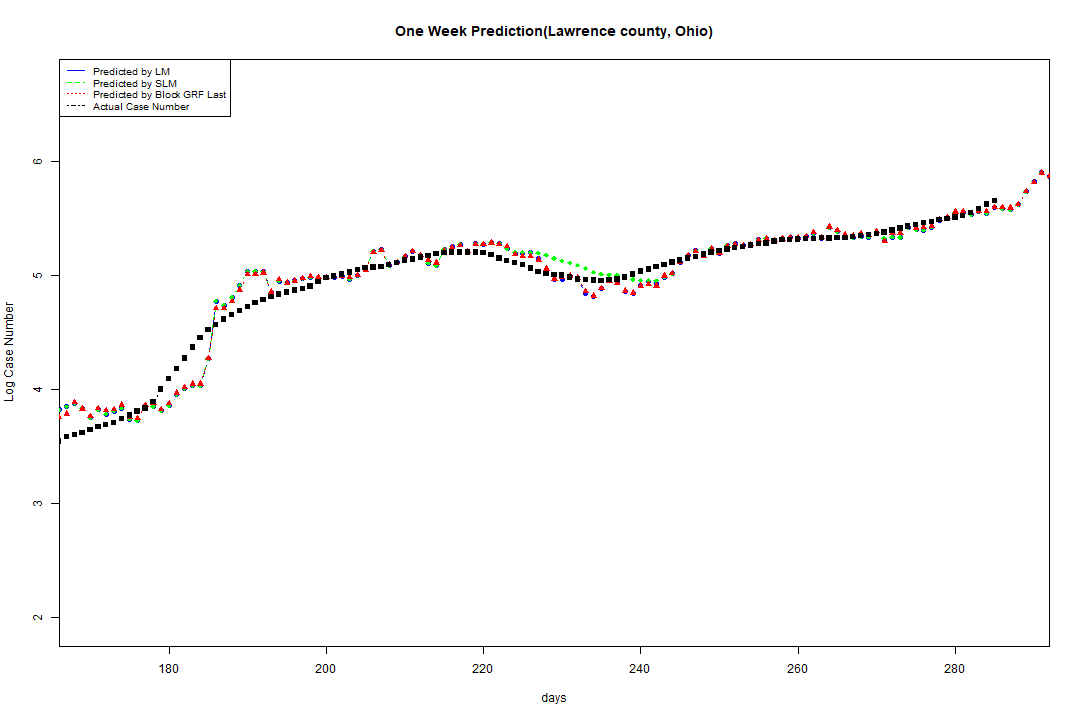 One Week Prediction(Lawrence county, Ohio)
Predicted by LM
Predicted by SLM
Predicted by Block GRF Last
Actual Case Number
6
5
4
3
2
Log Case Number
180 200 220 240 260 280
days